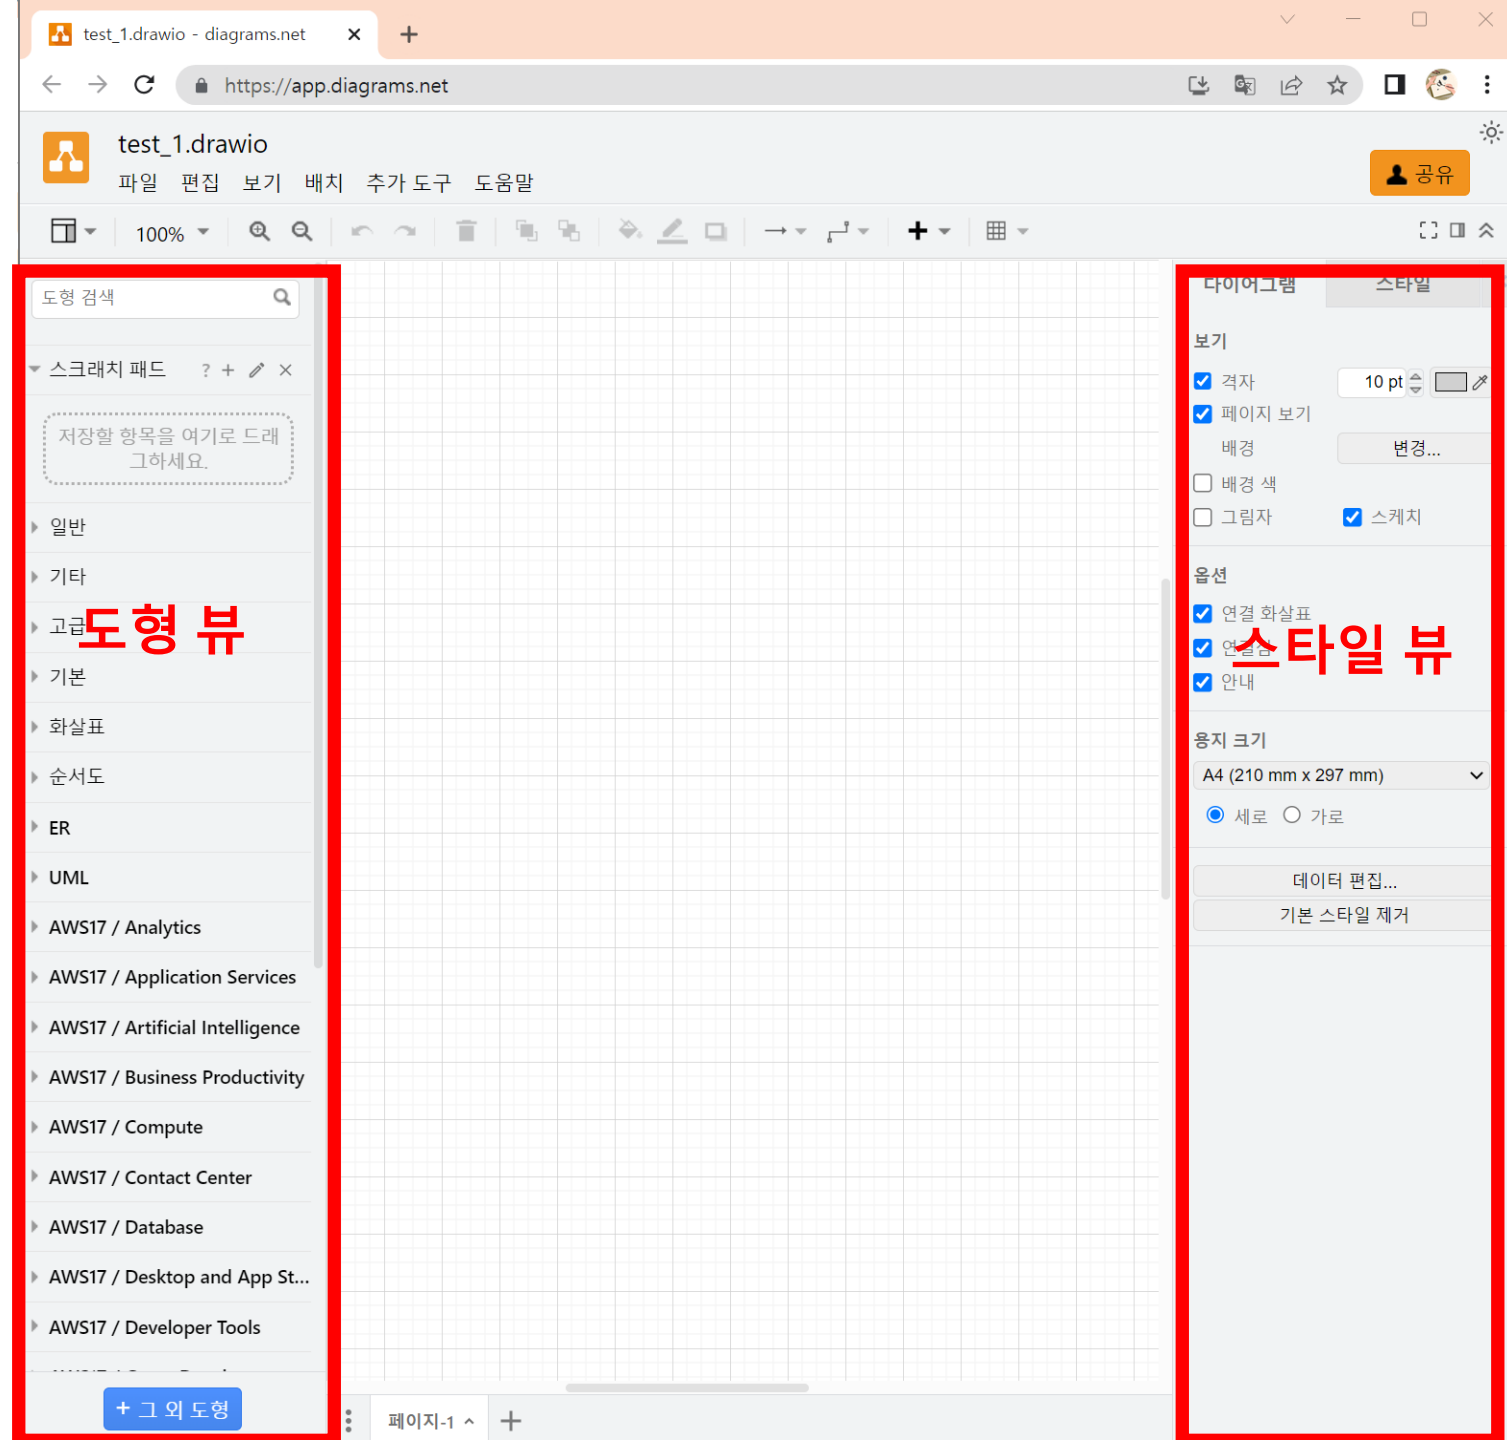 test_1.drawio - diagrams.net
https://app.diagrams.net
test_1.drawio
파일 편집 보기 배치 추가 도구 도움말
공유
100%
도형 검색
스크래치 패드 ?
저장할 항목을 여기로 드래
그하세요.
일반
기타
고급
도형 뷰
기본
화살표
순서도
ER
UML
AWS17 / Analytics
AWS17 / Application Services
AWS17 / Artificial Intelligence
AWS17 / Business Productivity
AWS17 / Compute
AWS17 / Contact Center
AWS17 / Database
AWS17 / Desktop and App St...
AWS17 / Developer Tools
+ 그 외 도형
페이지-1
다이어그램 스타일
보기
격자 10 pt
페이지 보기
배경 변경...
배경 색
그림자 스케치
옵션
연결 화살표
스타일 뷰
안내
용지 크기
A4 (210 mm x 297 mm)
세로 가로
데이터 편집...
기본 스타일 제거